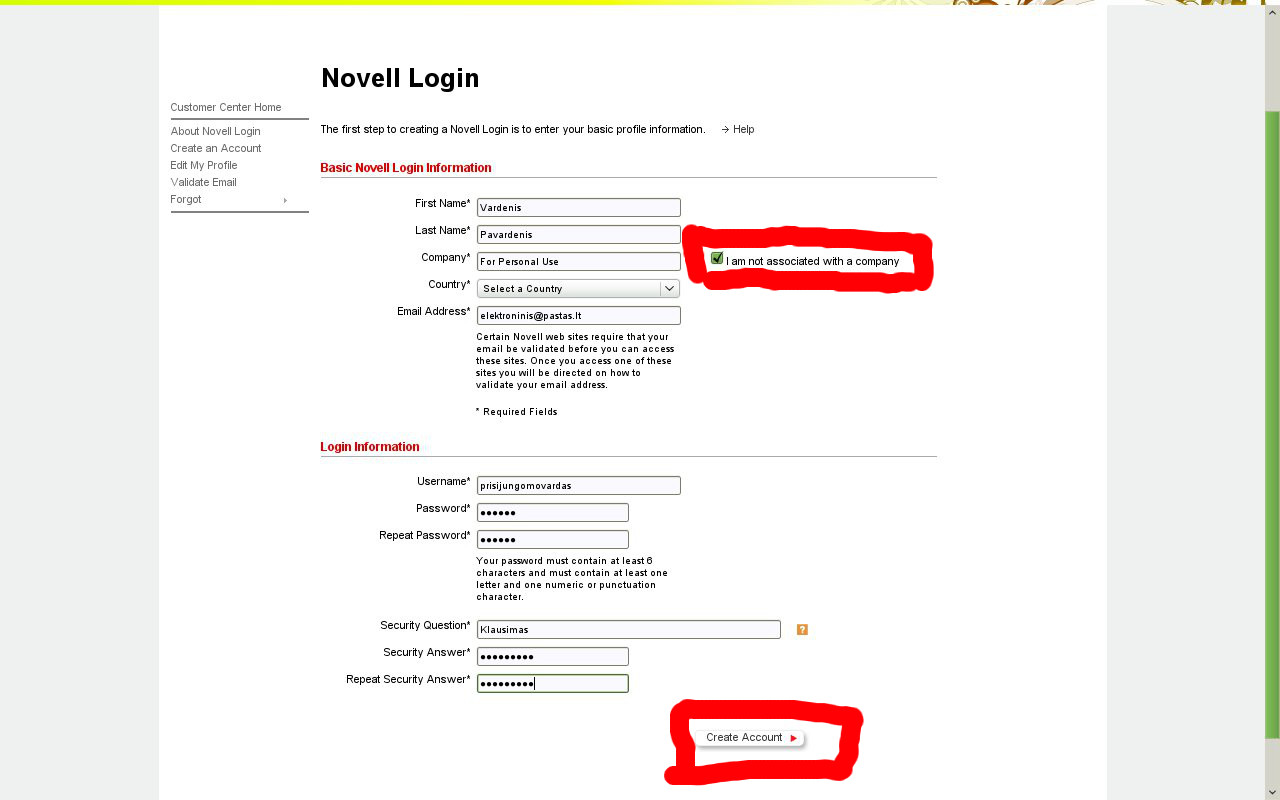 Novell Login
Customer Center Home
About Novell Login
Create an Account
Edit My Profile
Validate Email
Forgot
The first step to creating a Novell Login is to enter your basic profile information. → Help
Basic Novell Login Information
First Name* Vardenis
Last Name* Pavardenis
Company* For Personal Use I am not associated with a company
Country* Select a Country
Email Address* elektroninis@pastas.lt
Certain Novell web sites require that your
email be validated before you can access
these sites. Once you access one of these
sites you will be directed on how to
validate your email address.
* Required Fields
Login Information
Username* prisijungomovardas
Password* ••••••
Repeat Password* ••••••
Your password must contain at least 6
characters and must contain at least one
letter and one numeric or punctuation
character.
Security Question* Klausimas ?
Security Answer* •••••••••
Repeat Security Answer* •••••••••
Create Account